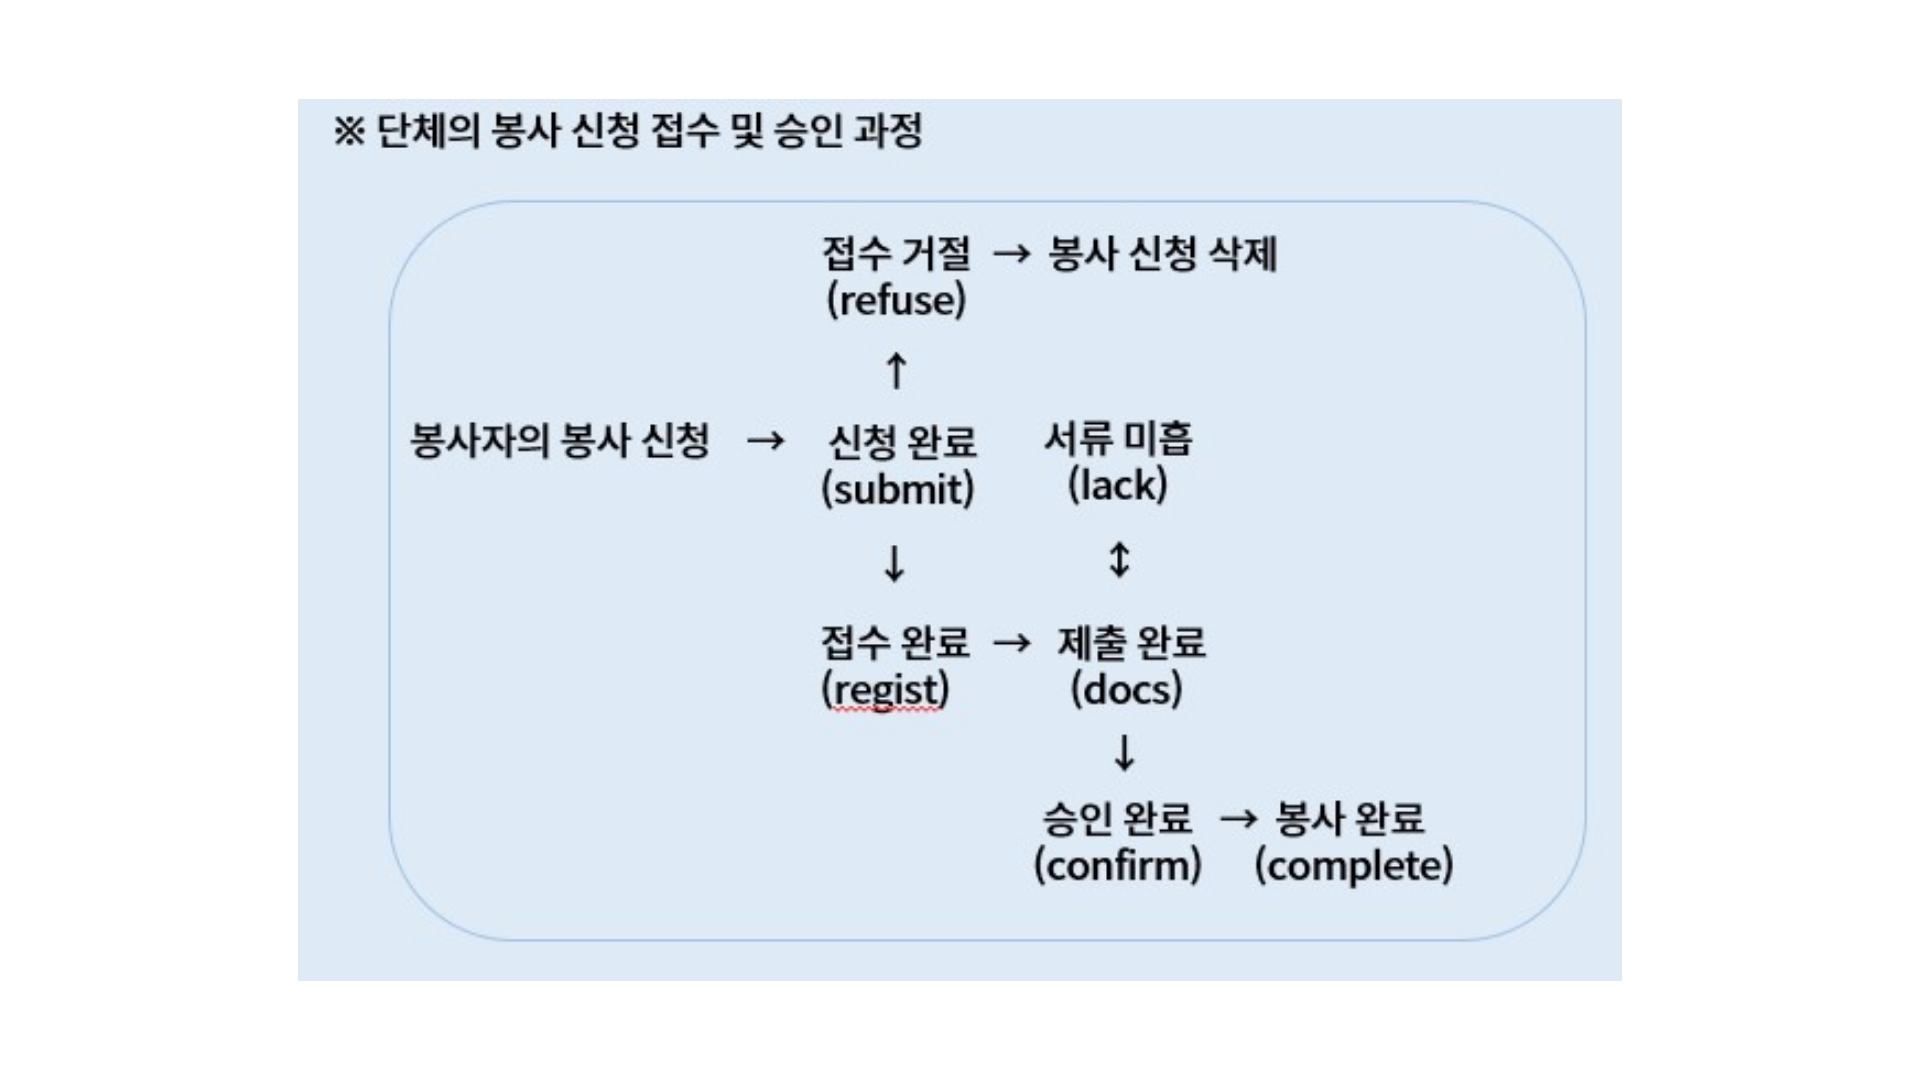 ※ 단체의 봉사 신청 접수 및 승인 과정
접수 거절 → 봉사 신청 삭제
(refuse)
↑
봉사자의 봉사 신청 → 신청 완료 서류 미흡
(submit) (lack)
↓ ↕
접수 완료 → 제출 완료
(regist) (docs)
↓
승인 완료 → 봉사 완료
(confirm) (complete)